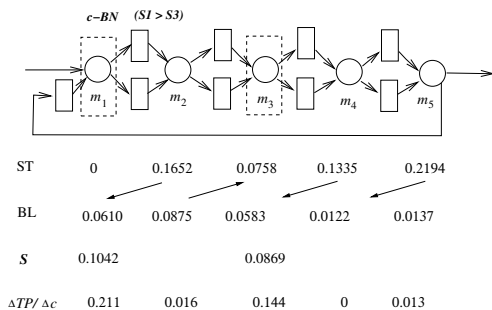 c-BN (S1 > S3)
m1 m2 m3 m4 m5
ST 0 0.1652 0.0758 0.1335 0.2194
BL 0.0610 0.0875 0.0583 0.0122 0.0137
S 0.1042 0.0869
ΔTP/ Δc 0.211 0.016 0.144 0 0.013